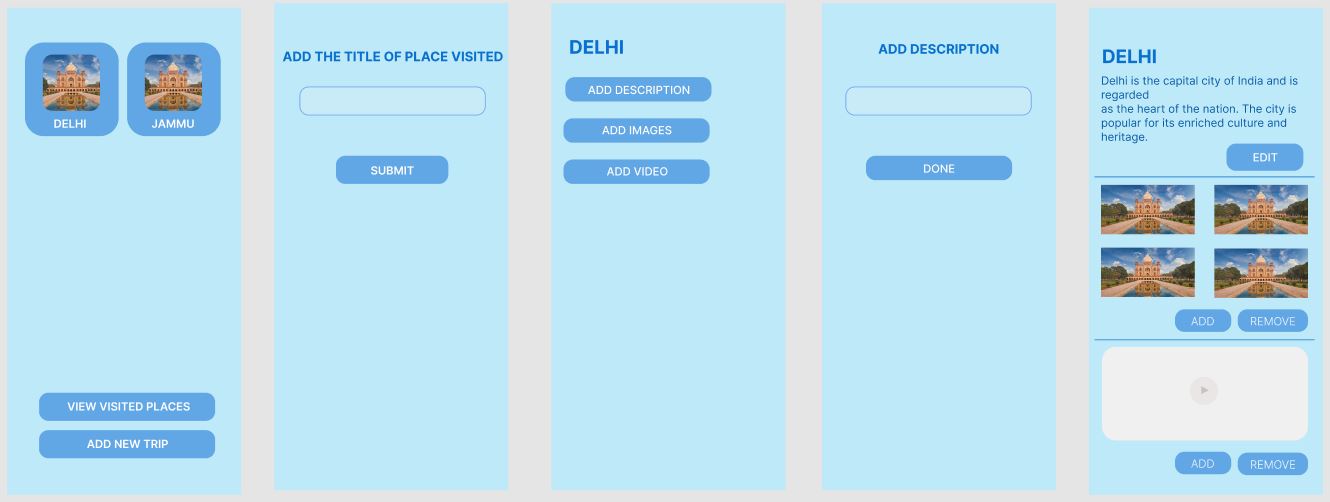 DELHI
JAMMU
VIEW VISITED PLACES
ADD NEW TRIP
ADD THE TITLE OF PLACE VISITED
SUBMIT
DELHI
ADD DESCRIPTION
ADD IMAGES
ADD VIDEO
ADD DESCRIPTION
DONE
DELHI
Delhi is the capital city of India and is
regarded
as the heart of the nation. The city is
popular for its enriched culture and
heritage.
EDIT
ADD
REMOVE
ADD
REMOVE